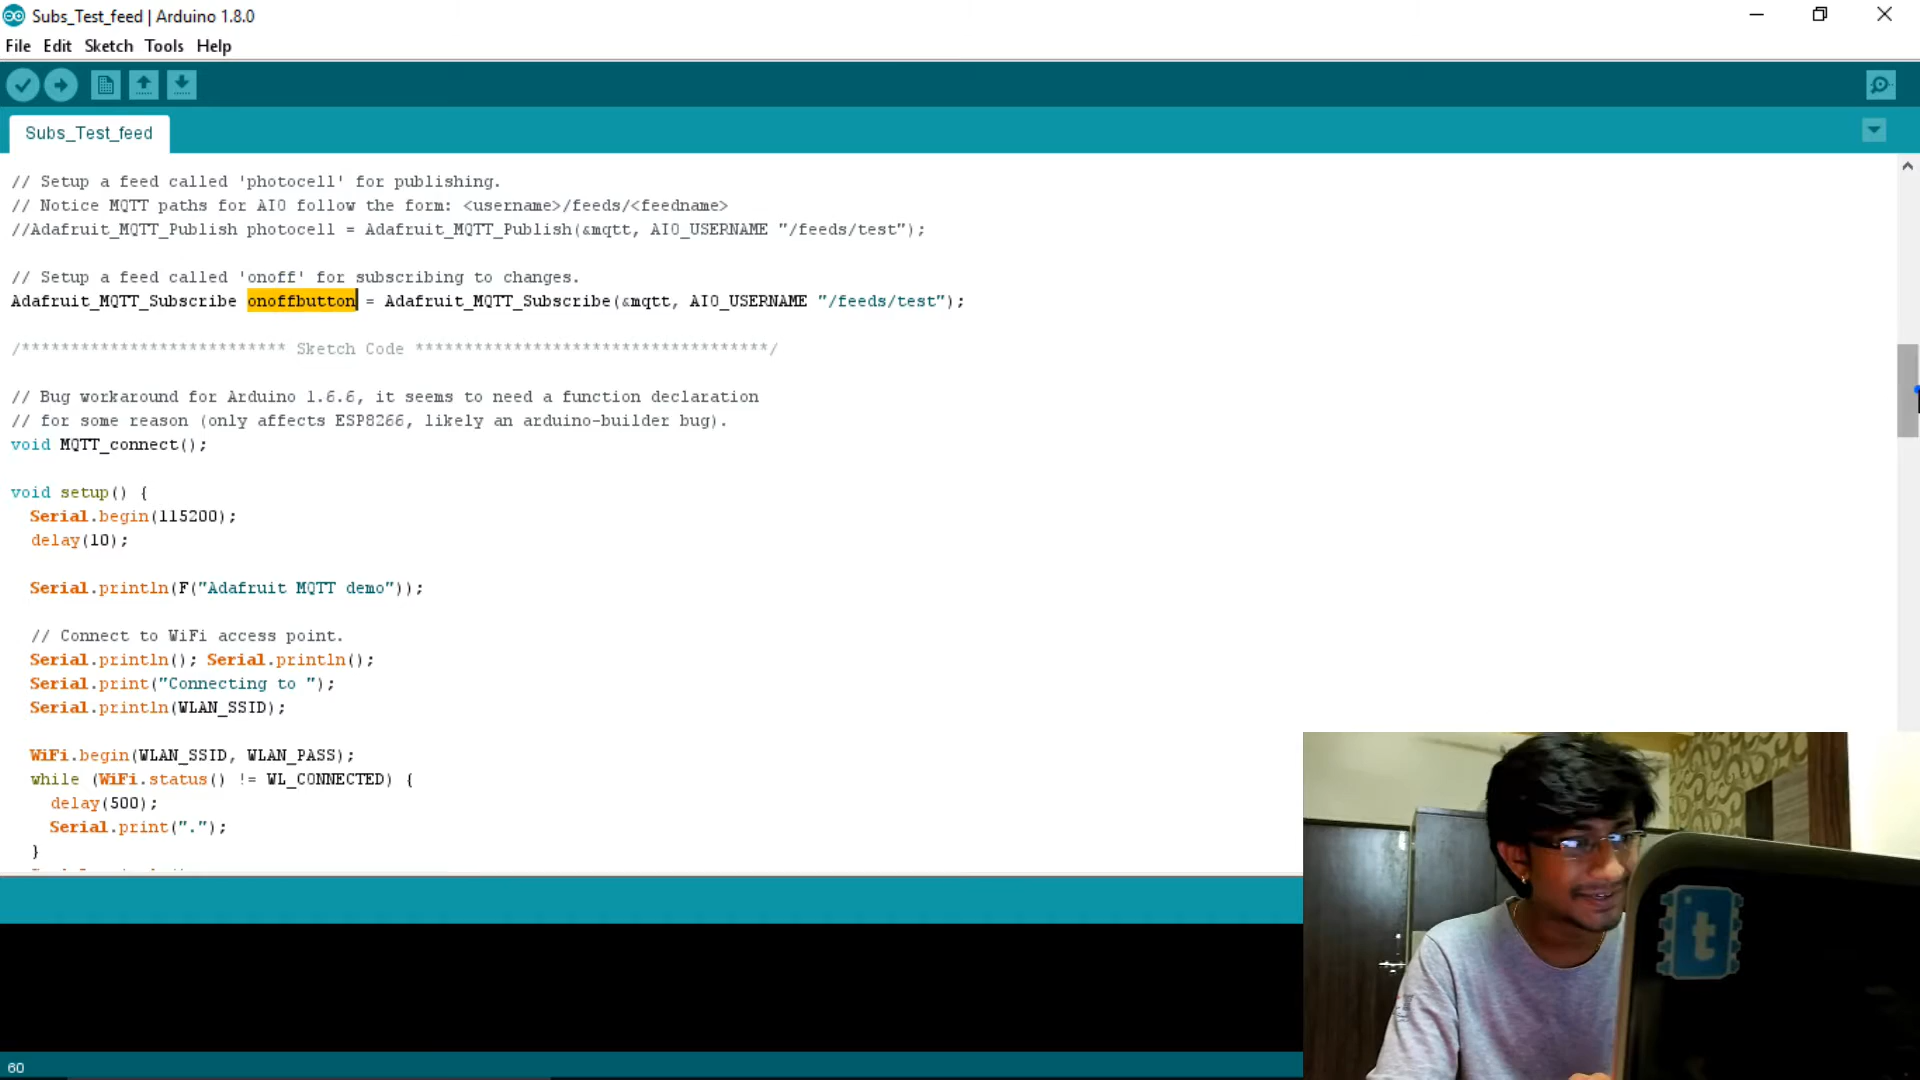 Subs_Test_feed | Arduino 1.8.0
File Edit Sketch Tools Help
Subs_Test_feed
// Setup a feed called 'photocell' for publishing.
// Notice MQTT paths for AIO follow the form: <username>/feeds/<feedname>
//Adafruit_MQTT_Publish photocell = Adafruit_MQTT_Publish(&mqtt, AIO_USERNAME "/feeds/test");
// Setup a feed called 'onoff' for subscribing to changes.
Adafruit_MQTT_Subscribe onoffbutton = Adafruit_MQTT_Subscribe(&mqtt, AIO_USERNAME "/feeds/test");
/*************************** Sketch Code ************************************/
// Bug workaround for Arduino 1.6.6, it seems to need a function declaration
// for some reason (only affects ESP8266, likely an arduino-builder bug).
void MQTT_connect();
void setup() {
Serial.begin(115200);
delay(10);
Serial.println(F("Adafruit MQTT demo"));
// Connect to WiFi access point.
Serial.println(); Serial.println();
Serial.print("Connecting to ");
Serial.println(WLAN_SSID);
WiFi.begin(WLAN_SSID, WLAN_PASS);
while (WiFi.status() != WL_CONNECTED) {
delay(500);
Serial.print(".");
}
t
60